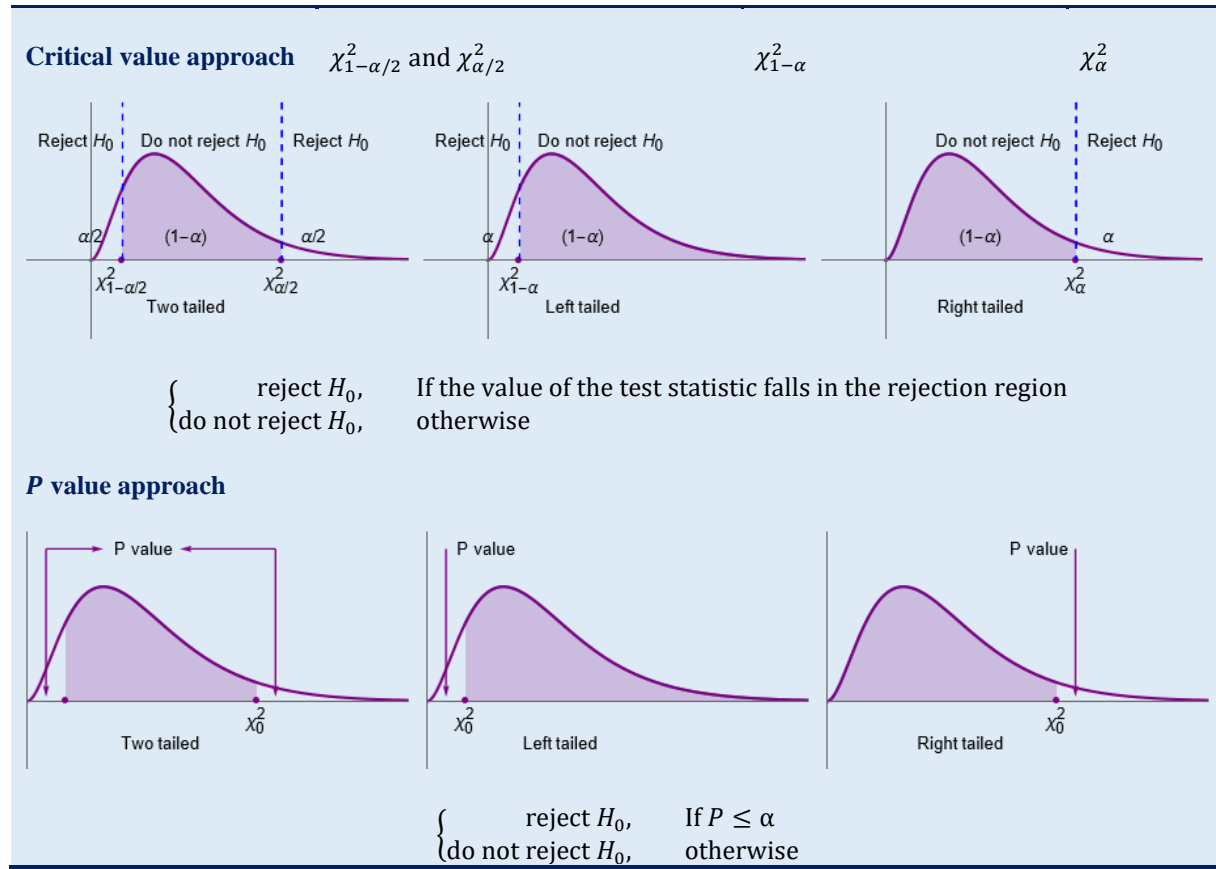 Critical value approach χ²₁₋α/₂ and χ²α/₂ χ²₁₋α χ²α
Reject H₀ Do not reject H₀ Reject H₀ Reject H₀ Do not reject H₀ Do not reject H₀ Reject H₀
α/2 (1−α) α/2 α (1−α) (1−α) α
χ²₁₋α/₂ χ²α/₂ χ²₁₋α χ²α
Two tailed Left tailed Right tailed
{ reject H₀, If the value of the test statistic falls in the rejection region
do not reject H₀, otherwise
P value approach
P value P value P value
χ²₀ χ²₀ χ²₀
Two tailed Left tailed Right tailed
{ reject H₀, If P ≤ α
do not reject H₀, otherwise